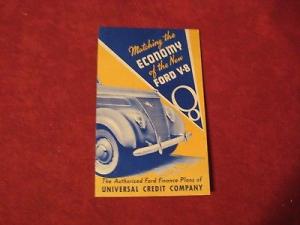 Matching the
ECONOMY
of the New
FORD V-8
The Authorized Ford Finance Plans of
UNIVERSAL CREDIT COMPANY